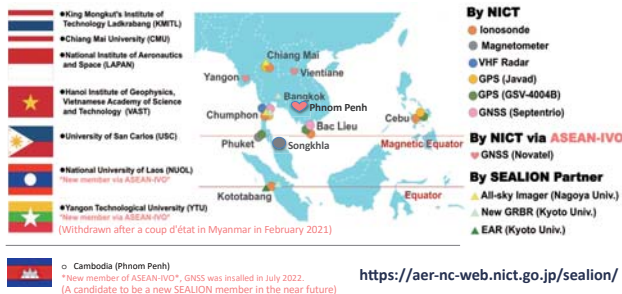 ●King Mongkut's Institute of
Technology Ladkrabang (KMITL)
●Chiang Mai University (CMU)
●National Institute of Aeronautics
and Space (LAPAN)
●Hanoi Institute of Geophysics,
Vietnamese Academy of Science
and Technology (VAST)
●University of San Carlos (USC)
●National University of Laos (NUOL)
*New member via ASEAN-IVO*
●Yangon Technological University (YTU)
*New member via ASEAN-IVO*
(Withdrawn after a coup d'état in Myanmar in February 2021)
Chiang Mai
Yangon
Vientiane
Bangkok
Phnom Penh
Chumphon
Bac Lieu
Cebu
Phuket
Songkhla
Magnetic Equator
Kototabang
Equator
By NICT
Ionosonde
Magnetometer
VHF Radar
GPS (Javad)
GPS (GSV-4004B)
GNSS (Septentrio)
By NICT via ASEAN-IVO
GNSS (Novatel)
By SEALION Partner
All-sky Imager (Nagoya Univ.)
New GRBR (Kyoto Univ.)
EAR (Kyoto Univ.)
○ Cambodia (Phnom Penh)
*New member of ASEAN-IVO*, GNSS was insalled in July 2022.
(A candidate to be a new SEALION member in the near future)
https://aer-nc-web.nict.go.jp/sealion/